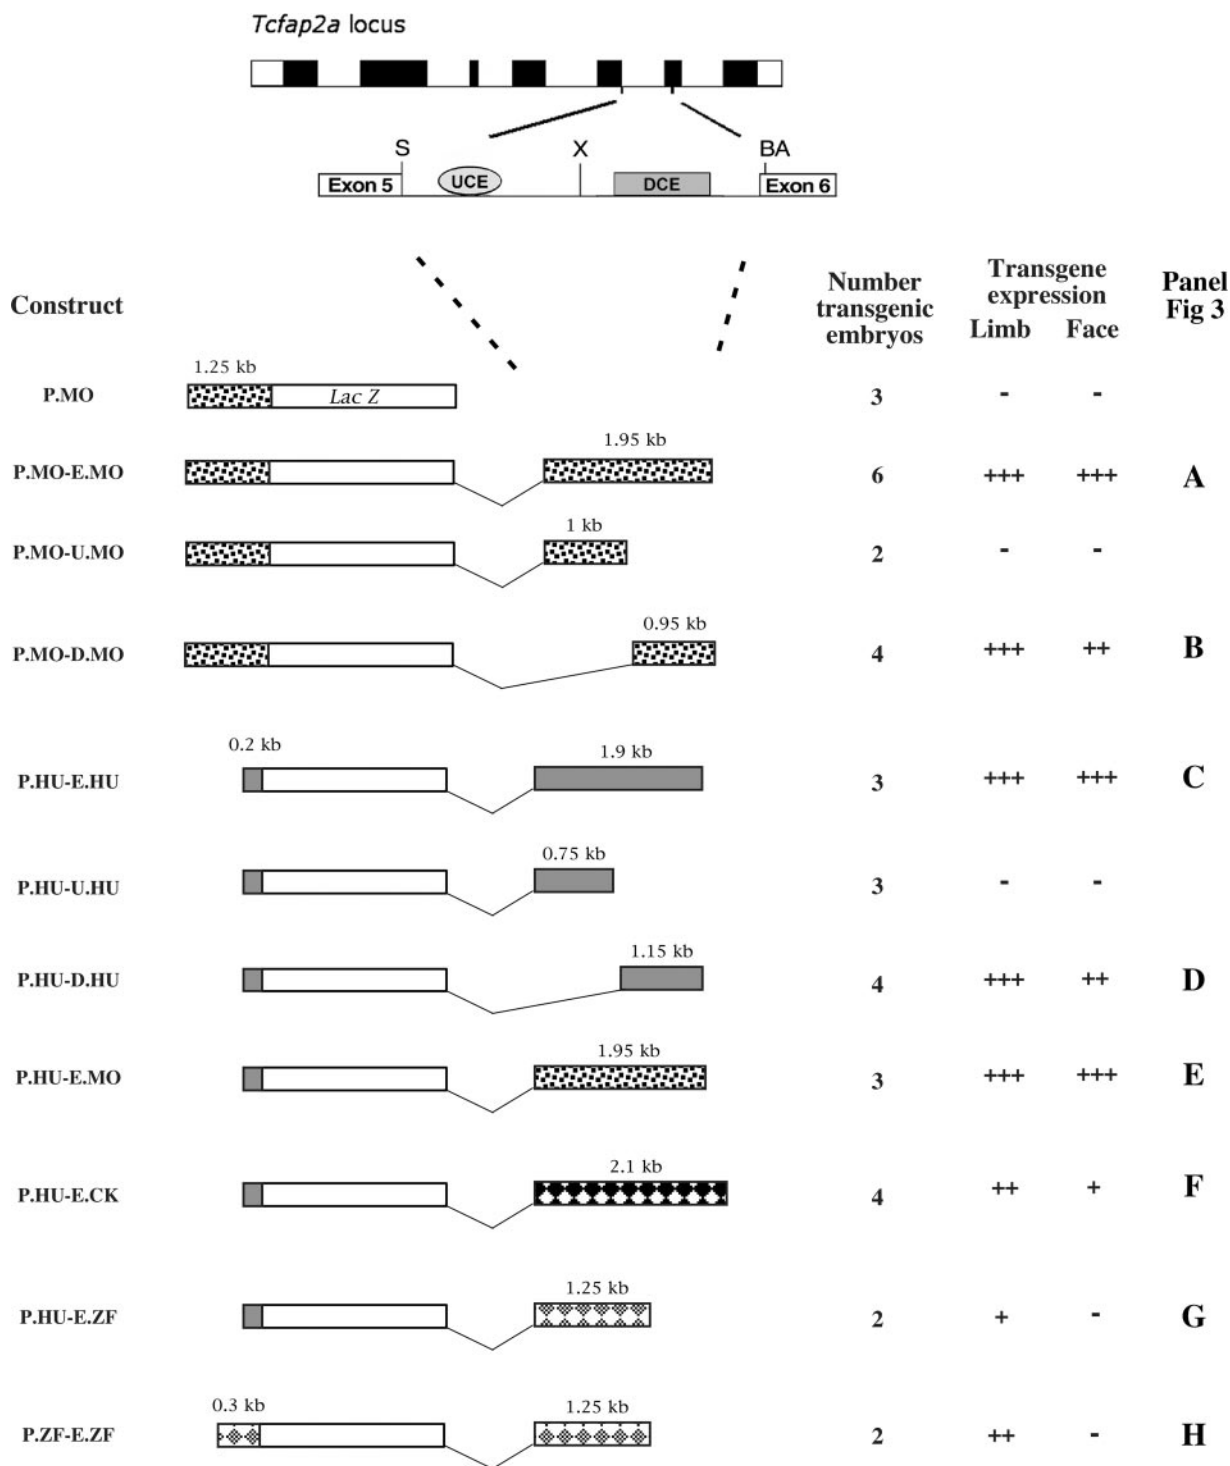 Tcfap2a locus
S X BA
Exon 5 UCE DCE Exon 6
Construct Number transgenic embryos Transgene expression Limb Face Panel Fig 3
1.25 kb
P.MO Lac Z 3 - -
1.95 kb
P.MO-E.MO 6 +++ +++ A
1 kb
P.MO-U.MO 2 - -
0.95 kb
P.MO-D.MO 4 +++ ++ B
0.2 kb 1.9 kb
P.HU-E.HU 3 +++ +++ C
0.75 kb
P.HU-U.HU 3 - -
1.15 kb
P.HU-D.HU 4 +++ ++ D
1.95 kb
P.HU-E.MO 3 +++ +++ E
2.1 kb
P.HU-E.CK 4 ++ + F
1.25 kb
P.HU-E.ZF 2 + - G
0.3 kb 1.25 kb
P.ZF-E.ZF 2 ++ - H